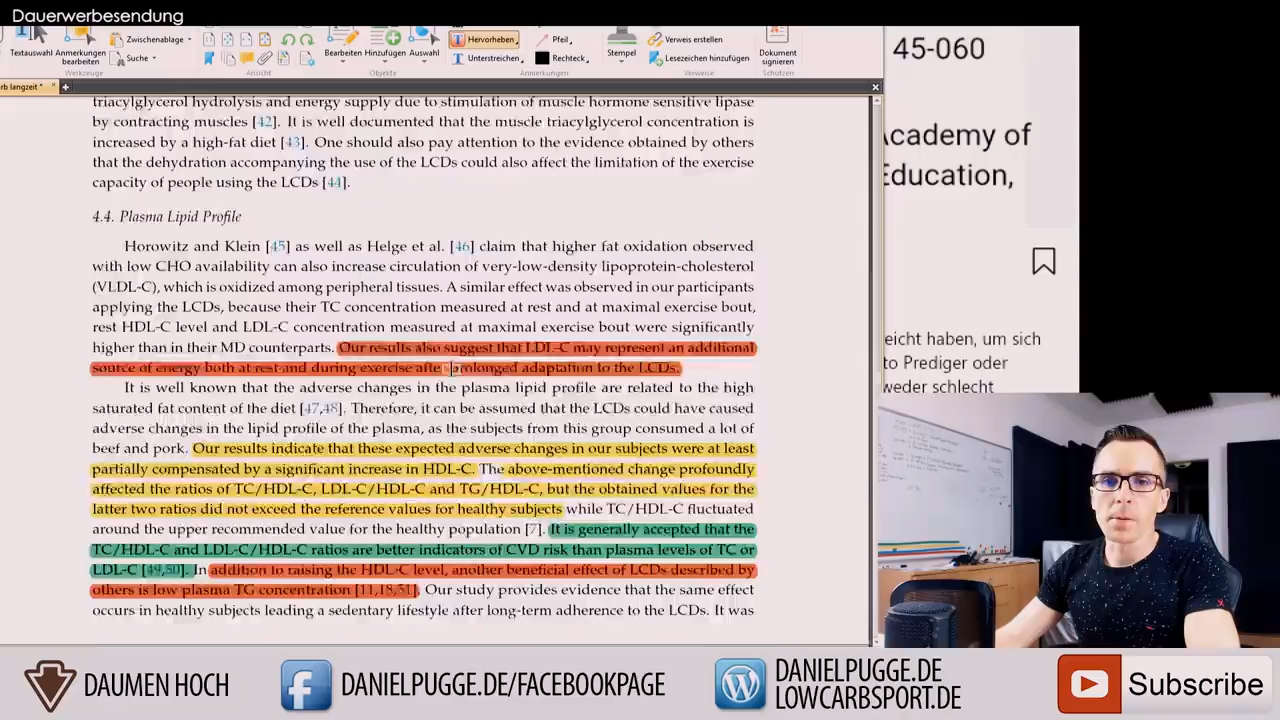 Dauerwerbesendung
Textauswahl
Anmerkungen
bearbeiten
Zwischenablage
Suche
Werkzeuge
Ansicht
Bearbeiten
Hinzufügen
Auswahl
Objekte
Hervorheben
Unterstreichen
Pfeil
Rechteck
Stempel
Anmerkungen
Verweis erstellen
Lesezeichen hinzufügen
Verweise
Dokument
signieren
Schutzen
rb langzeit *
triacylglycerol hydrolysis and energy supply due to stimulation of muscle hormone sensitive lipase
by contracting muscles [42]. It is well documented that the muscle triacylglycerol concentration is
increased by a high-fat diet [43]. One should also pay attention to the evidence obtained by others
that the dehydration accompanying the use of the LCDs could also affect the limitation of the exercise
capacity of people using the LCDs [44].
4.4. Plasma Lipid Profile
Horowitz and Klein [45] as well as Helge et al. [46] claim that higher fat oxidation observed
with low CHO availability can also increase circulation of very-low-density lipoprotein-cholesterol
(VLDL-C), which is oxidized among peripheral tissues. A similar effect was observed in our participants
applying the LCDs, because their TC concentration measured at rest and at maximal exercise bout,
rest HDL-C level and LDL-C concentration measured at maximal exercise bout were significantly
higher than in their MD counterparts. Our results also suggest that LDL-C may represent an additional
source of energy both at rest and during exercise after prolonged adaptation to the LCDs.
It is well known that the adverse changes in the plasma lipid profile are related to the high
saturated fat content of the diet [47,48]. Therefore, it can be assumed that the LCDs could have caused
adverse changes in the lipid profile of the plasma, as the subjects from this group consumed a lot of
beef and pork. Our results indicate that these expected adverse changes in our subjects were at least
partially compensated by a significant increase in HDL-C. The above-mentioned change profoundly
affected the ratios of TC/HDL-C, LDL-C/HDL-C and TG/HDL-C, but the obtained values for the
latter two ratios did not exceed the reference values for healthy subjects while TC/HDL-C fluctuated
around the upper recommended value for the healthy population [7]. It is generally accepted that the
TC/HDL-C and LDL-C/HDL-C ratios are better indicators of CVD risk than plasma levels of TC or
LDL-C [49,50]. In addition to raising the HDL-C level, another beneficial effect of LCDs described by
others is low plasma TG concentration [11,18,51]. Our study provides evidence that the same effect
occurs in healthy subjects leading a sedentary lifestyle after long-term adherence to the LCDs. It was
45-060
Academy of
Education,
eicht haben, um sich
to Prediger oder
weder schlecht
DAUMEN HOCH
DANIELPUGGE.DE/FACEBOOKPAGE
DANIELPUGGE.DE
LOWCARBSPORT.DE
Subscribe